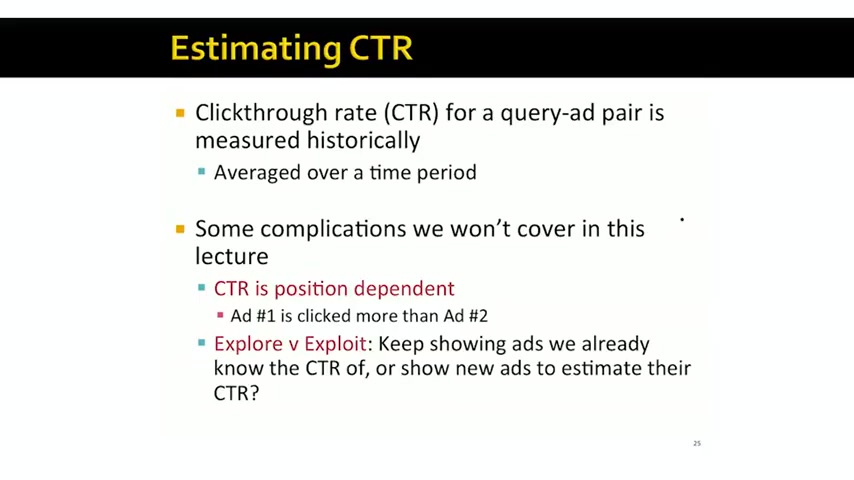 Estimating CTR
Clickthrough rate (CTR) for a query-ad pair is
measured historically
Averaged over a time period
Some complications we won't cover in this
lecture
CTR is position dependent
Ad #1 is clicked more than Ad #2
Explore v Exploit: Keep showing ads we already
know the CTR of, or show new ads to estimate their
CTR?
25